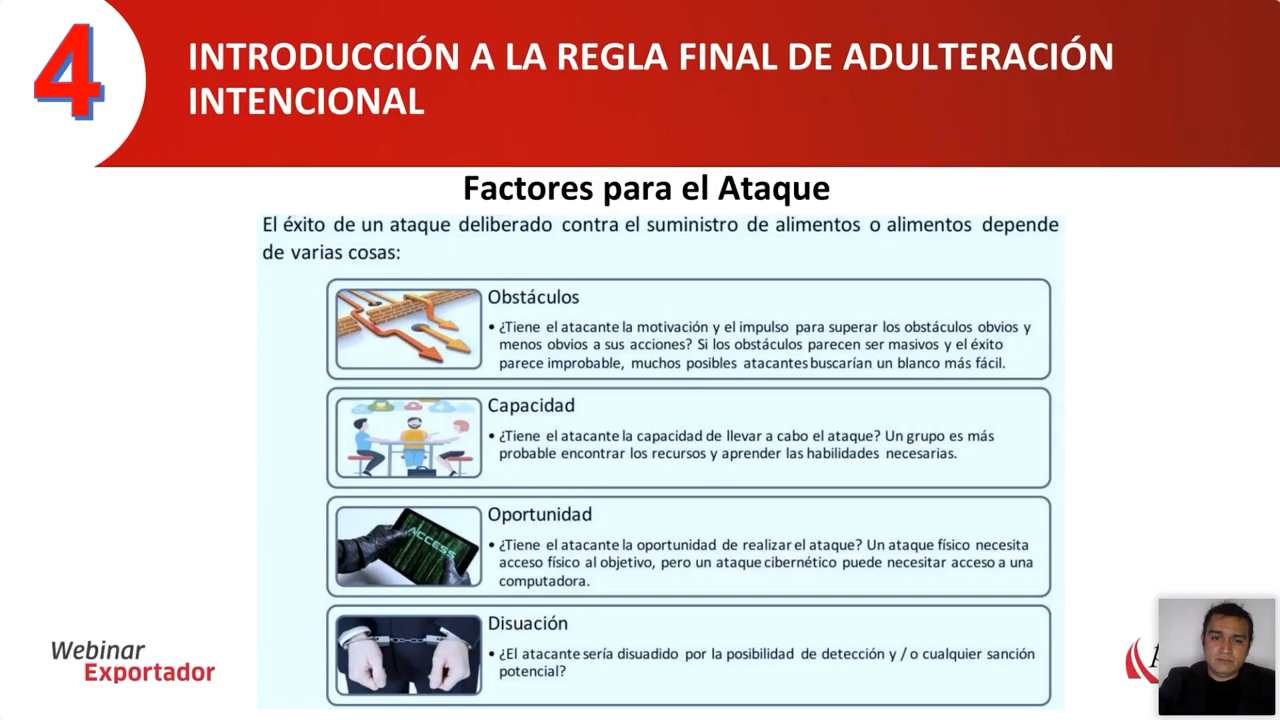 4
INTRODUCCIÓN A LA REGLA FINAL DE ADULTERACIÓN
INTENCIONAL
Factores para el Ataque
El éxito de un ataque deliberado contra el suministro de alimentos o alimentos depende
de varias cosas:
Obstáculos
• ¿Tiene el atacante la motivación y el impulso para superar los obstáculos obvios y
menos obvios a sus acciones? Si los obstáculos parecen ser masivos y el éxito
parece improbable, muchos posibles atacantes buscarían un blanco más fácil.
Capacidad
• ¿Tiene el atacante la capacidad de llevar a cabo el ataque? Un grupo es más
probable encontrar los recursos y aprender las habilidades necesarias.
ACCESS
Oportunidad
• ¿Tiene el atacante la oportunidad de realizar el ataque? Un ataque físico necesita
acceso físico al objetivo, pero un ataque cibernético puede necesitar acceso a una
computadora.
Disuación
• ¿El atacante sería disuadido por la posibilidad de detección y / o cualquier sanción
potencial?
Webinar
Exportador